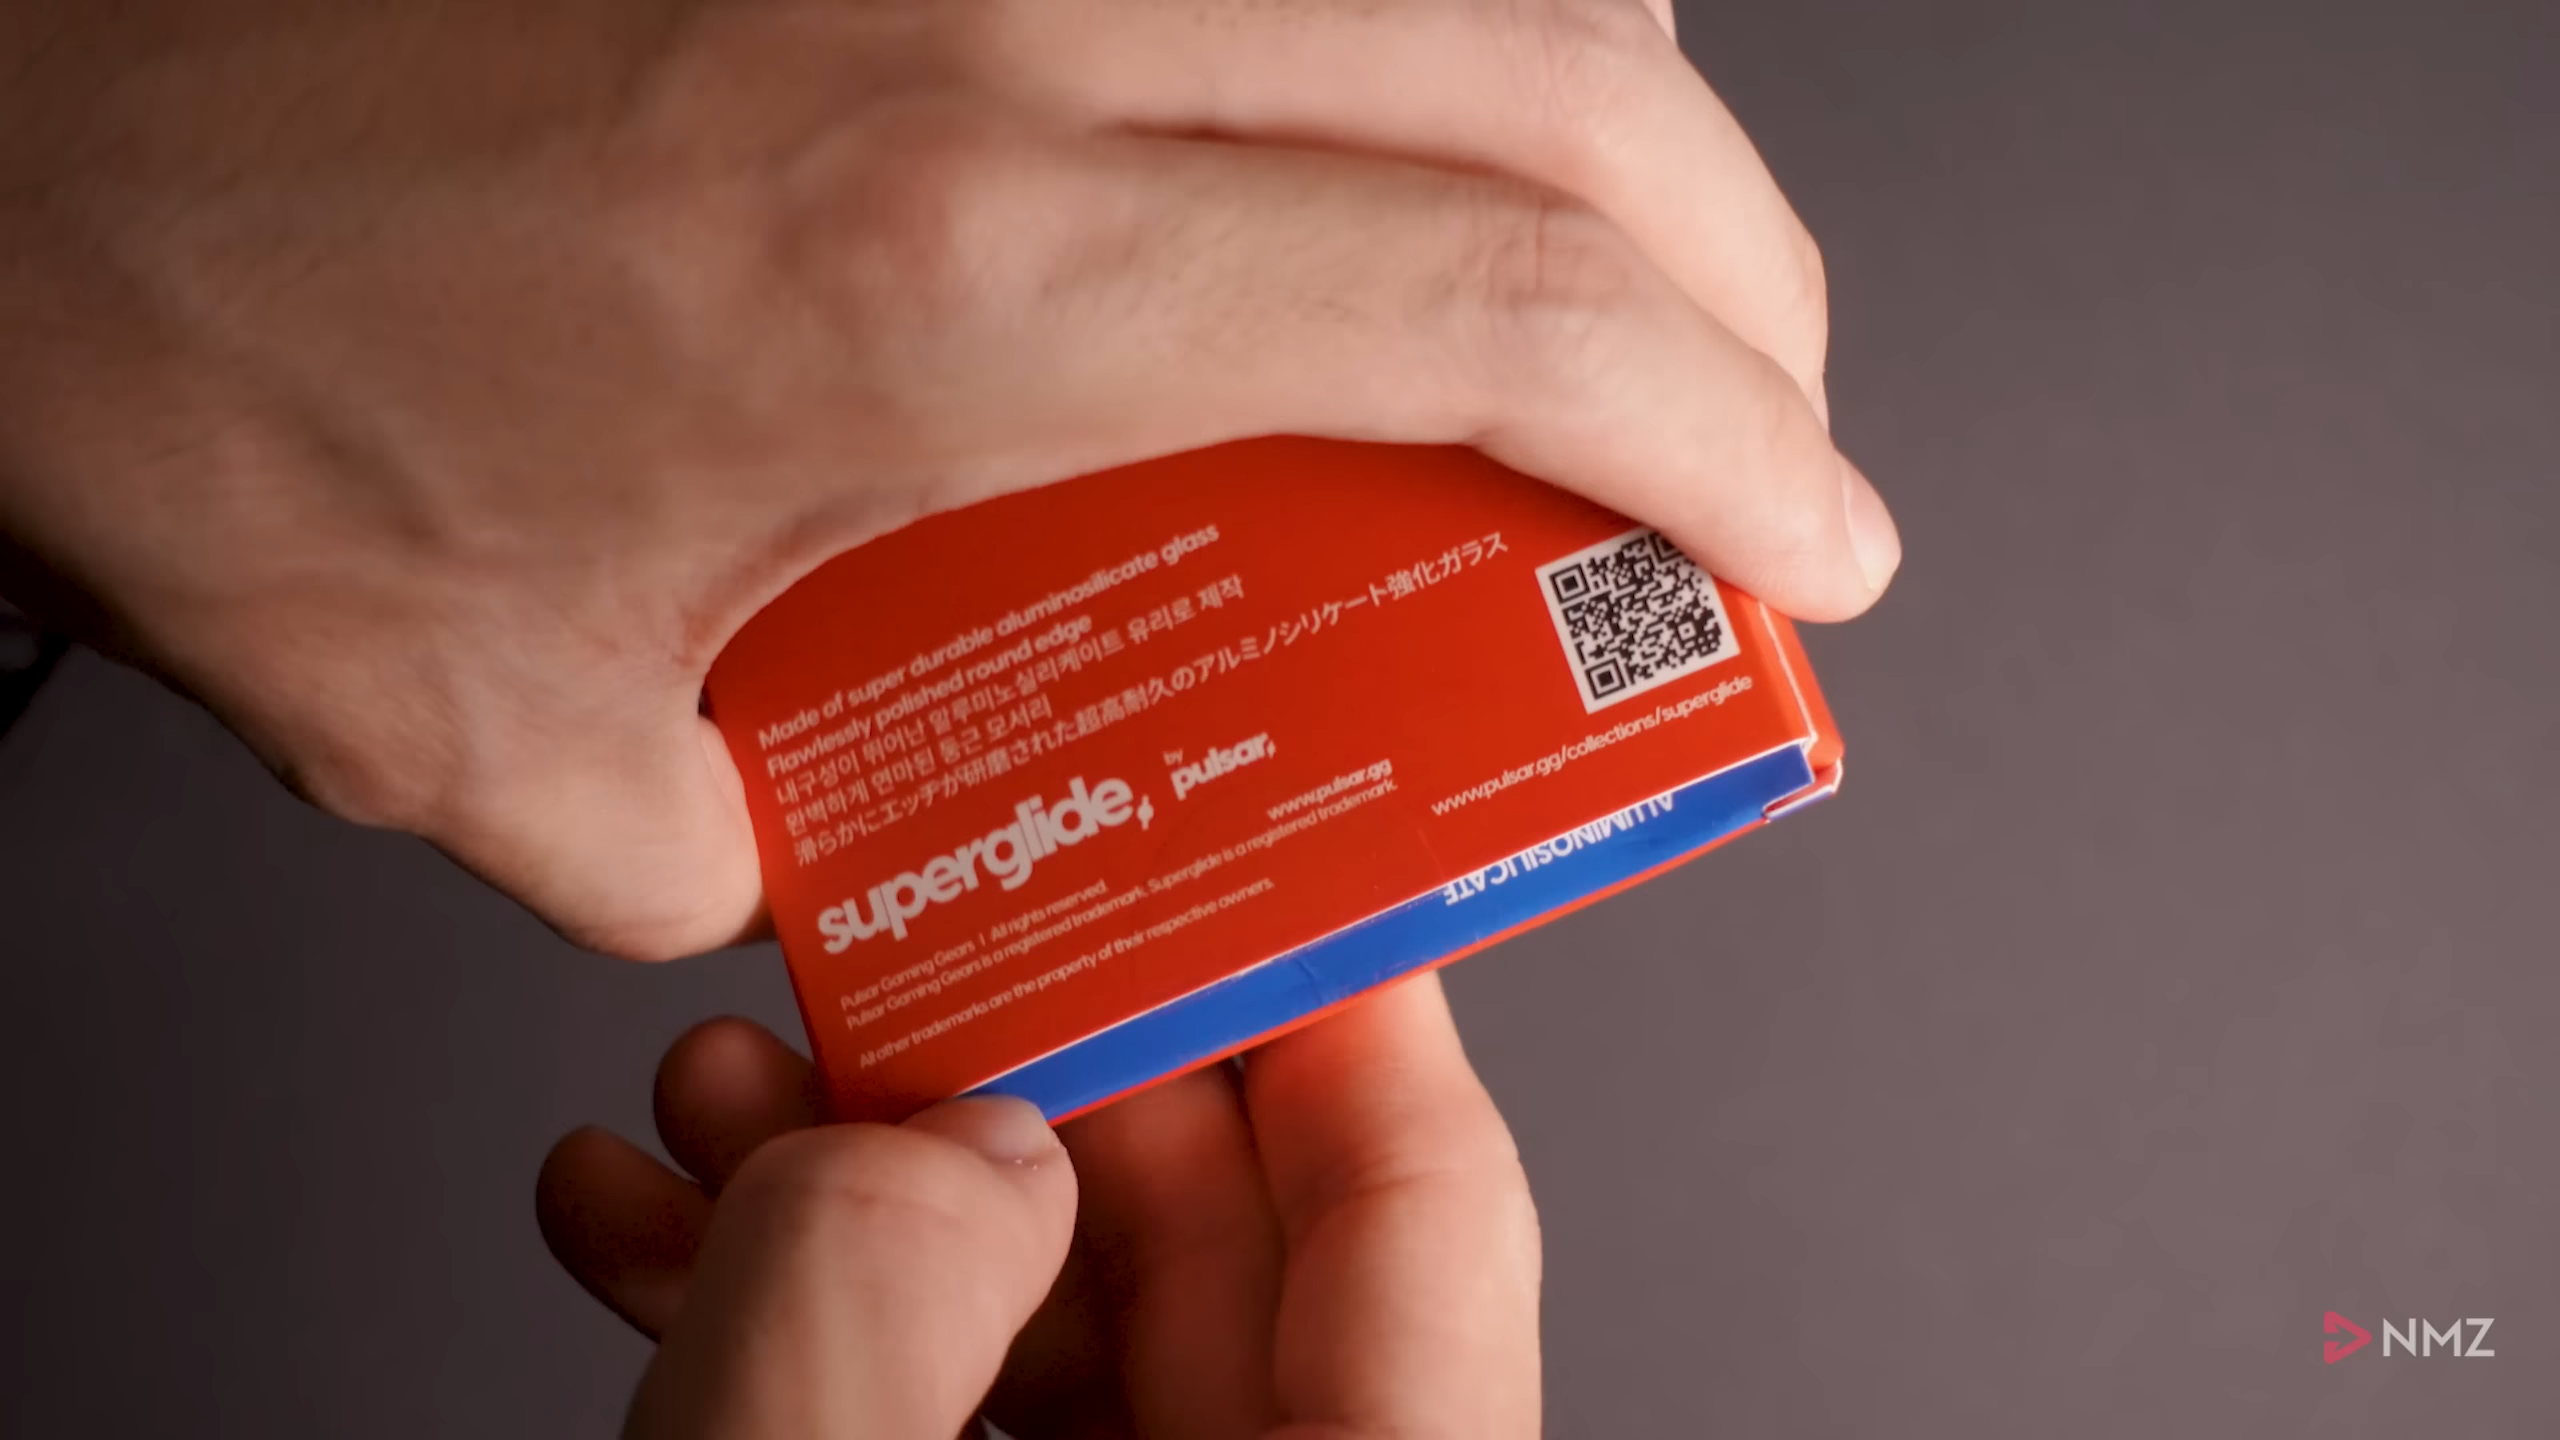 Made of super durable aluminosilicate glass
Flawlessly polished round edge
내구성이 뛰어난 알루미노실리케이트 유리로 제작
완벽하게 연마된 둥근 모서리
滑らかにエッヂが研磨された超高耐久のアルミノシリケート強化ガラス
superglide
by
pulsar
www.pulsar.gg
Pulsar Gaming Gears | All rights reserved.
Pulsar Gaming Gears is a registered trademark. Superglide is a registered trademark.
All other trademarks are the property of their respective owners.
www.pulsar.gg/collections/superglide
ALUMINOSILICATE
NMZ